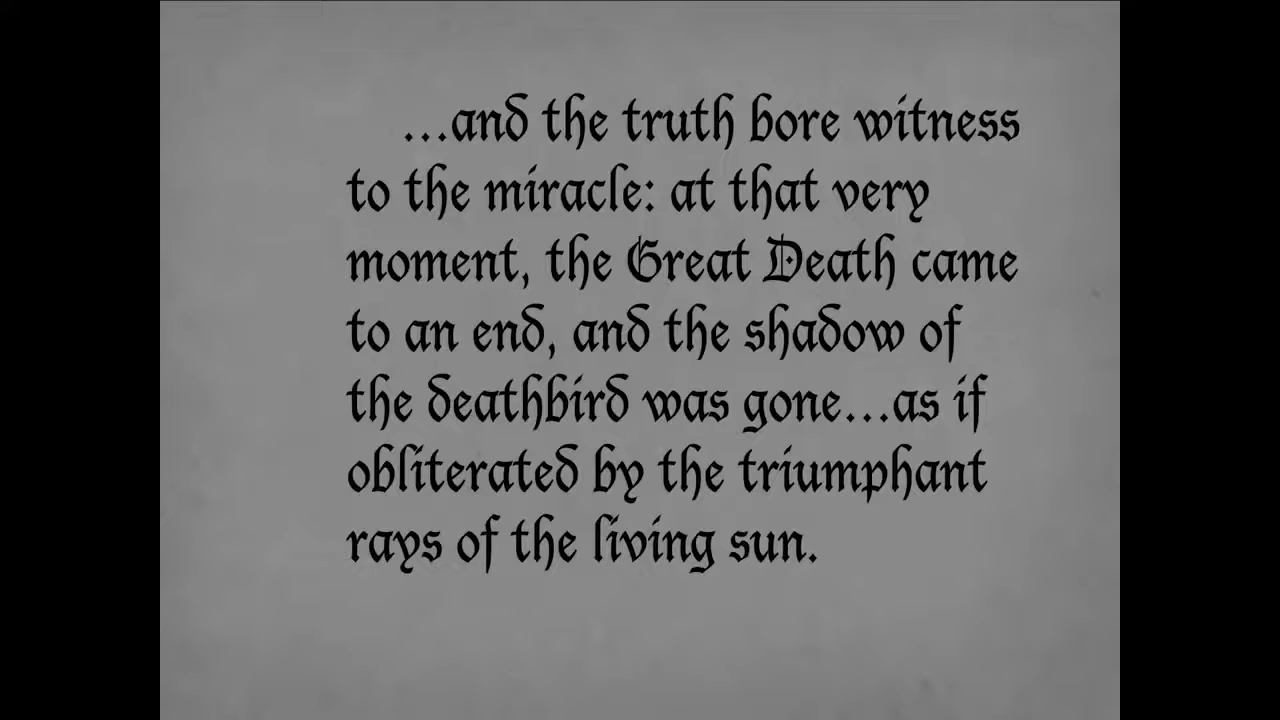 ...and the truth bore witness
to the miracle: at that very
moment, the Great Death came
to an end, and the shadow of
the deathbird was gone...as if
obliterated by the triumphant
rays of the living sun.